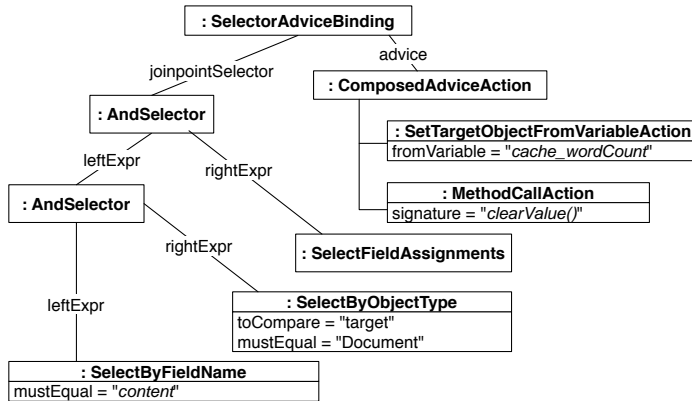 : SelectorAdviceBinding
joinpointSelector
advice
: AndSelector
: ComposedAdviceAction
leftExpr
rightExpr
: SetTargetObjectFromVariableAction
fromVariable = "cache_wordCount"
: MethodCallAction
signature = "clearValue()"
: AndSelector
rightExpr
: SelectFieldAssignments
leftExpr
: SelectByObjectType
toCompare = "target"
mustEqual = "Document"
: SelectByFieldName
mustEqual = "content"